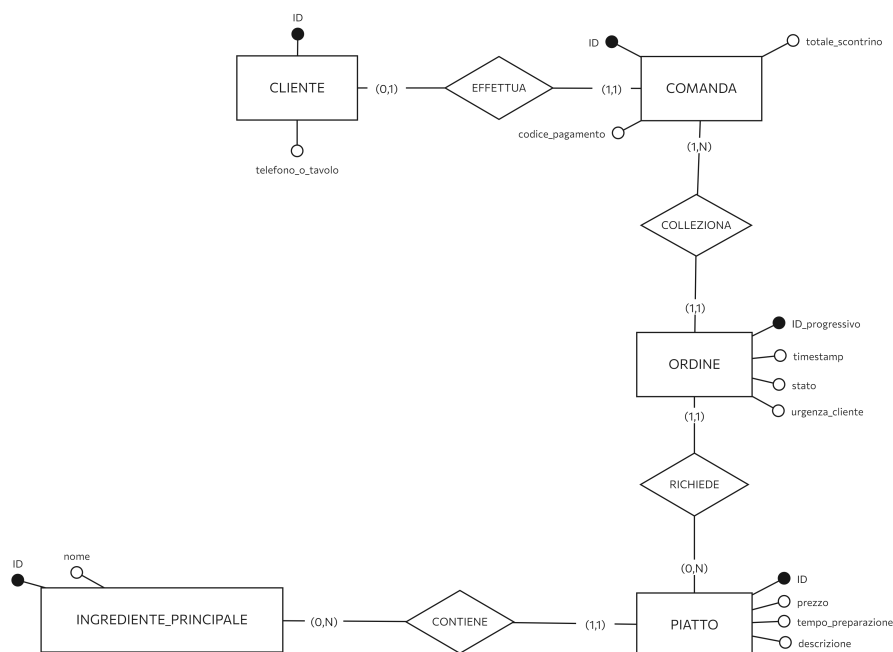 ID
CLIENTE
(0,1)
EFFETTUA
(1,1)
ID
COMANDA
totale_scontrino
codice_pagamento
telefono_o_tavolo
(1,N)
COLLEZIONA
(1,1)
ORDINE
ID_progressivo
timestamp
stato
urgenza_cliente
(1,1)
RICHIEDE
(0,N)
ID
nome
INGREDIENTE_PRINCIPALE
(0,N)
CONTIENE
(1,1)
PIATTO
ID
prezzo
tempo_preparazione
descrizione